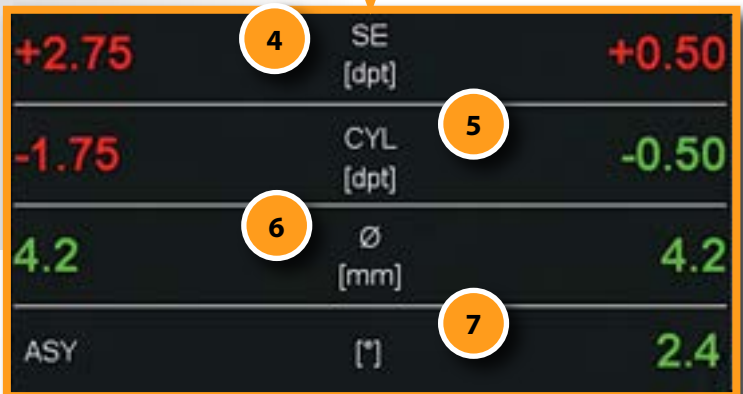 +2.75 4 SE [dpt] +0.50
-1.75 CYL [dpt] 5 -0.50
4.2 6 Ø [mm] 4.2
ASY [°] 7 2.4